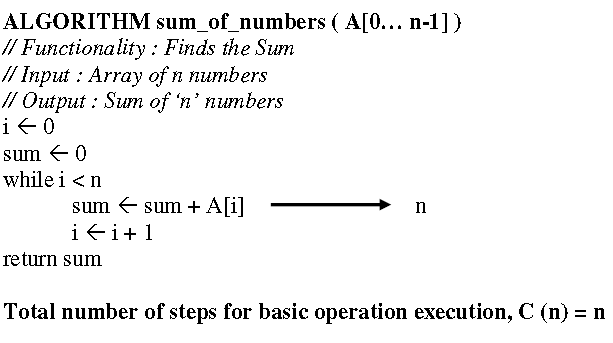 ALGORITHM sum_of_numbers ( A[0… n-1] )
// Functionality : Finds the Sum
// Input : Array of n numbers
// Output : Sum of ‘n’ numbers
i ← 0
sum ← 0
while i < n
sum ← sum + A[i] → n
i ← i + 1
return sum
Total number of steps for basic operation execution, C (n) = n